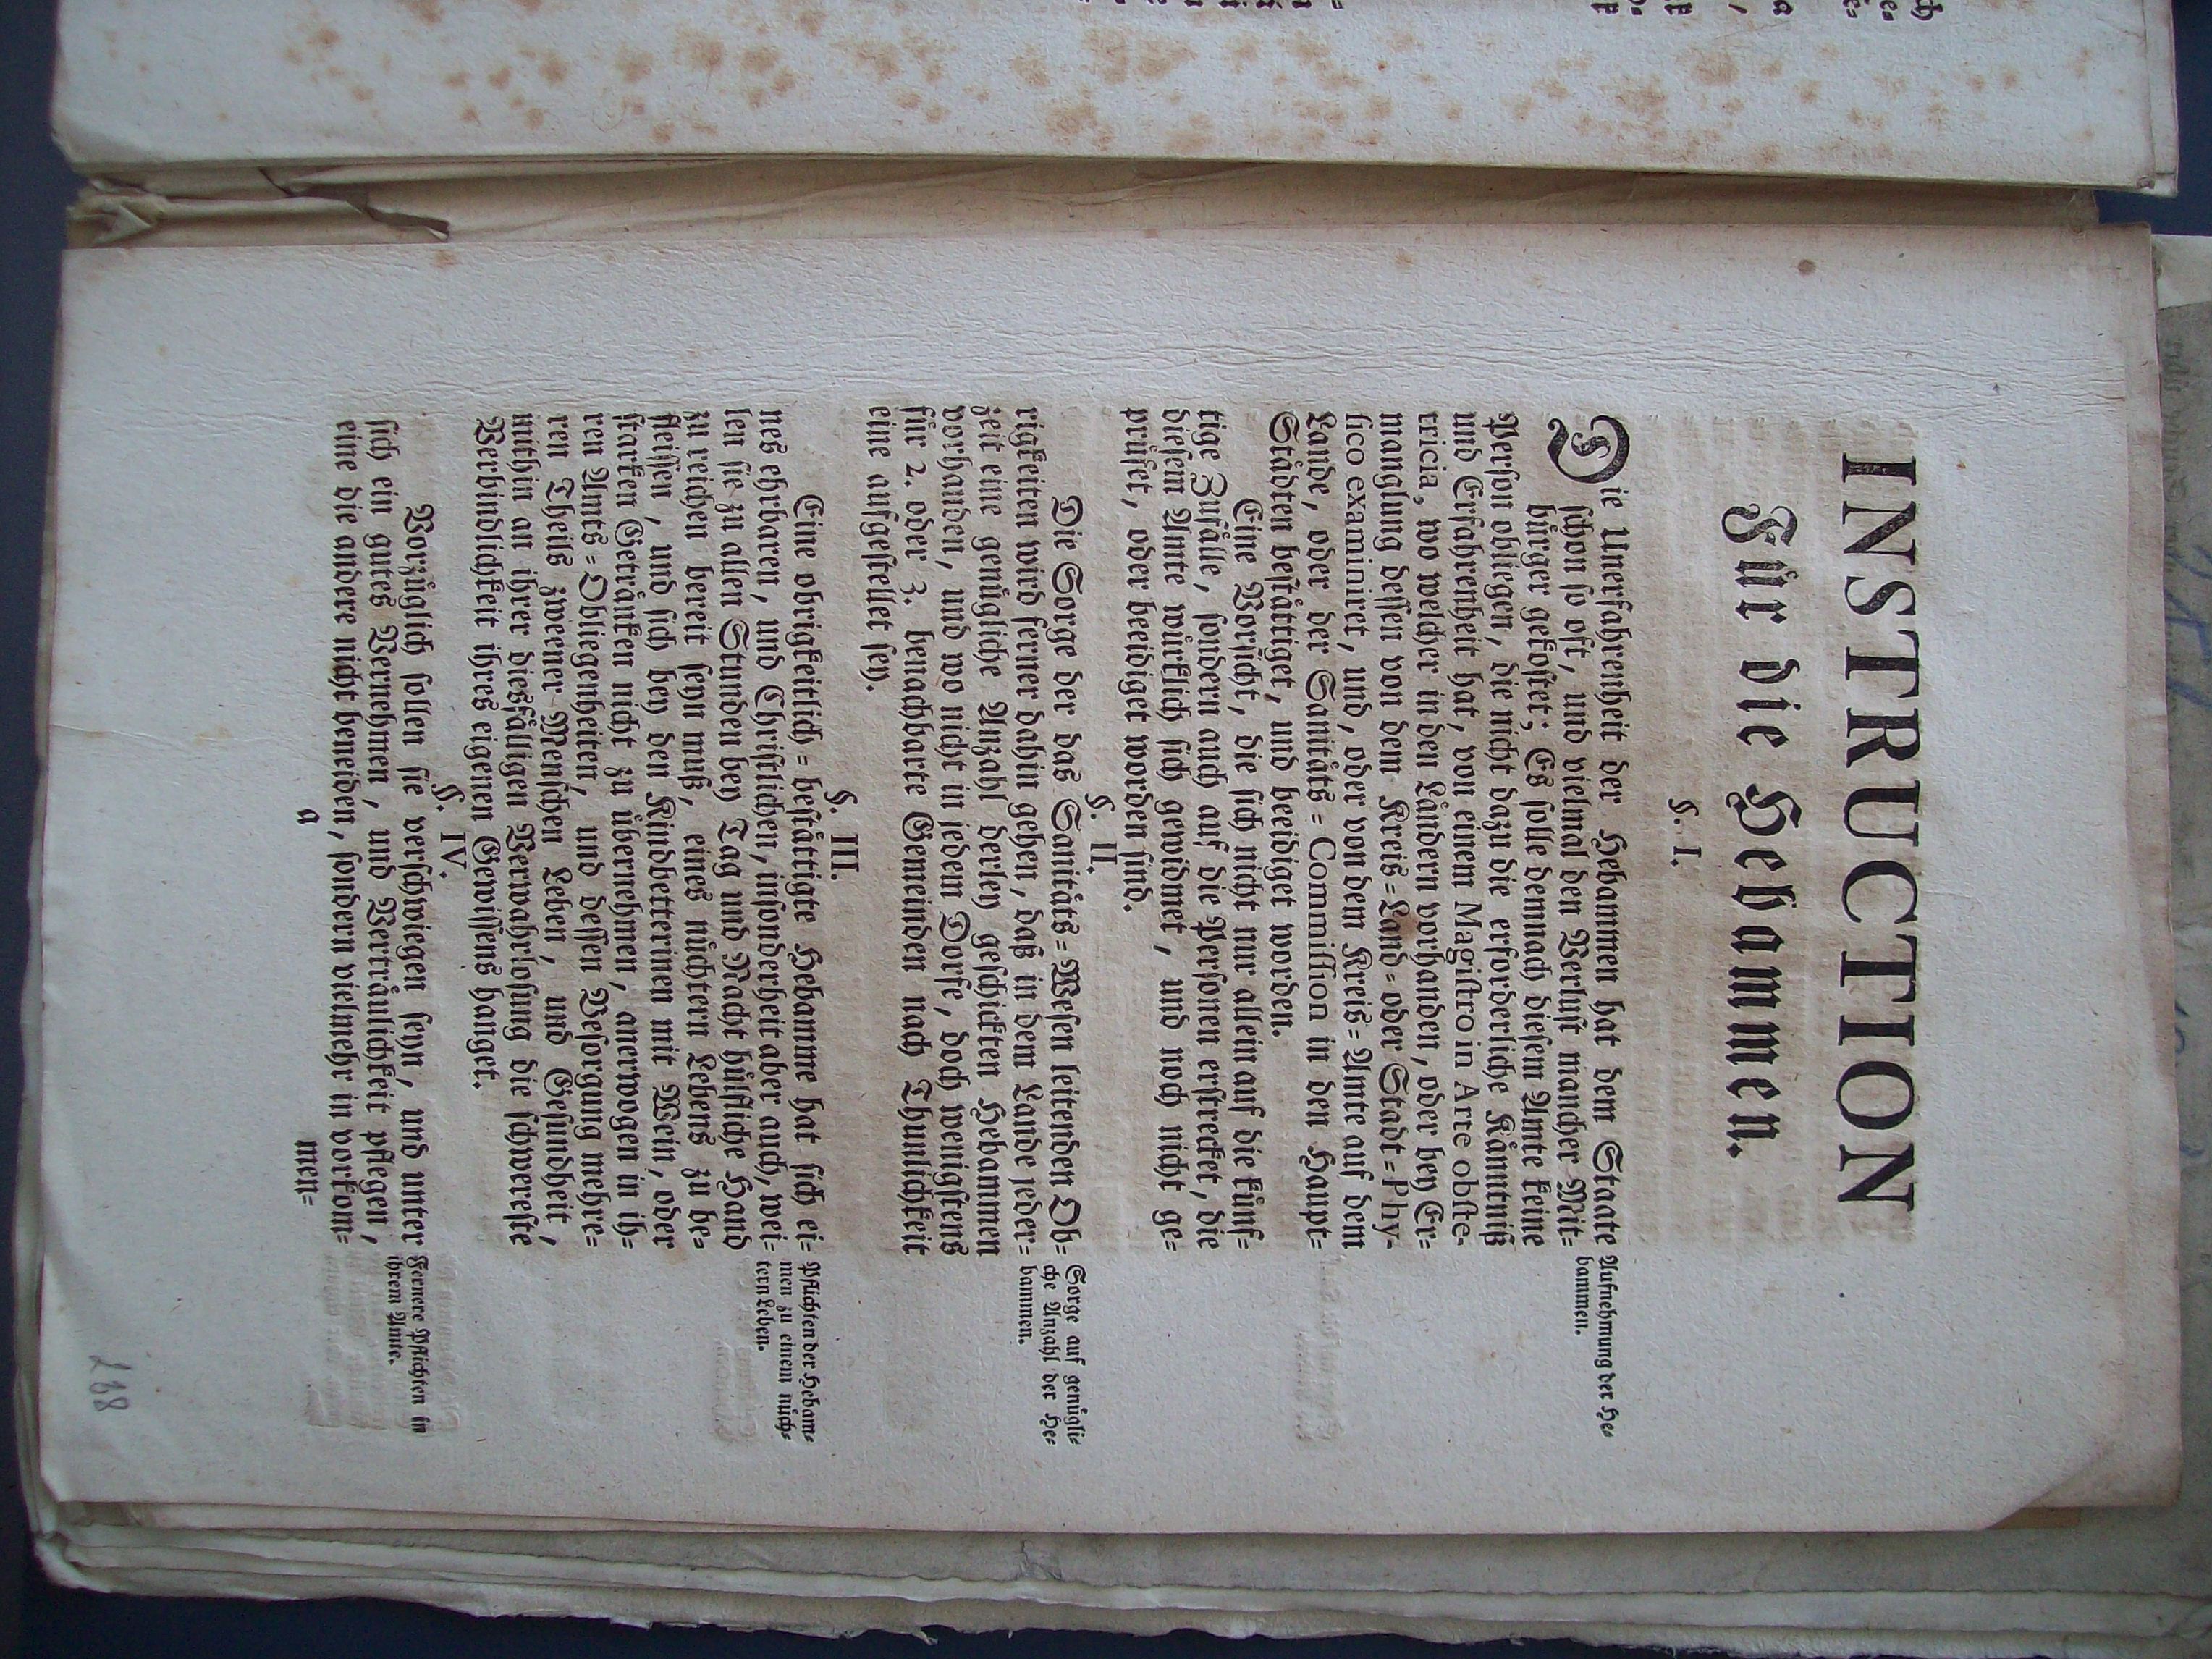 INSTRUCTION
Für die Hebammen.
§. I.
Die Unerfahrenheit der Hebammen hat dem Staate
schon so oft, und vielmal den Verlust mancher Mit=
bürger gekostet; Es solle demnach diesem Amte keine
Person obliegen, die nicht dazu die erforderliche Känntniß
und Erfahrenheit hat, von einem Magistro in Arte obste-
tricia, wo welcher in den Ländern vorhanden, oder bey Er=
manglung dessen von dem Kreis=Land=oder Stadt=Phy-
sico examiniret, und, oder von dem Kreis=Amte auf dem
Lande, oder der Sanitäts=Commission in den Haupt=
Städten bestättiget, und beeidiget worden.
Eine Vorsicht, die sich nicht nur allein auf die künf=
tige Zufälle, sondern auch auf die Personen erstrecket, die
diesem Amte würklich sich gewidmet, und noch nicht ge=
prüfet, oder beeidiget worden sind.
Aufnehmung der He=
bammen.
§. II.
Die Sorge der das Sanitäts=Wesen leitenden Ob=
rigkeiten wird ferner dahin gehen, daß in dem Lande jeder=
zeit eine genügliche Anzahl derley geschickten Hebammen
vorhanden, und wo nicht in jedem Dorfe, doch wenigstens
für 2. oder 3. benachbarte Gemeinden nach Thunlichkeit
eine aufgestellet sey.
Sorge auf genügli=
che Anzahl der He=
bammen.
§. III.
Eine obrigkeitlich=bestättigte Hebamme hat sich ei=
nes ehrbaren, und Christlichen, insonderheit aber auch, wei=
len sie zu allen Stunden bey Tag und Nacht hülfliche Hand
zu reichen bereit seyn muß, eines nüchtern Lebens zu be=
fleissen, und sich bey den Kindbetterinen mit Wein, oder
starken Getränken nicht zu übernehmen, anerwogen in ih=
ren Amts=Obliegenheiten, und dessen Besorgung mehre=
ren Theils zweener Menschen Leben, und Gesundheit,
mithin an ihrer diesfälligen Verwahrlosung die schwereste
Verbindlichkeit ihres eigenen Gewissens hanget.
Pflichten der Hebam=
men zu einem nüch=
tern Leben.
§. IV.
Vorzüglich sollen sie verschwiegen seyn, und unter
sich ein gutes Vernehmen, und Verträulichkeit pflegen,
eine die andere nicht beneiden, sondern vielmehr in vorkom=
Fernere Pflichten in
ihrem Amte.
a
men=